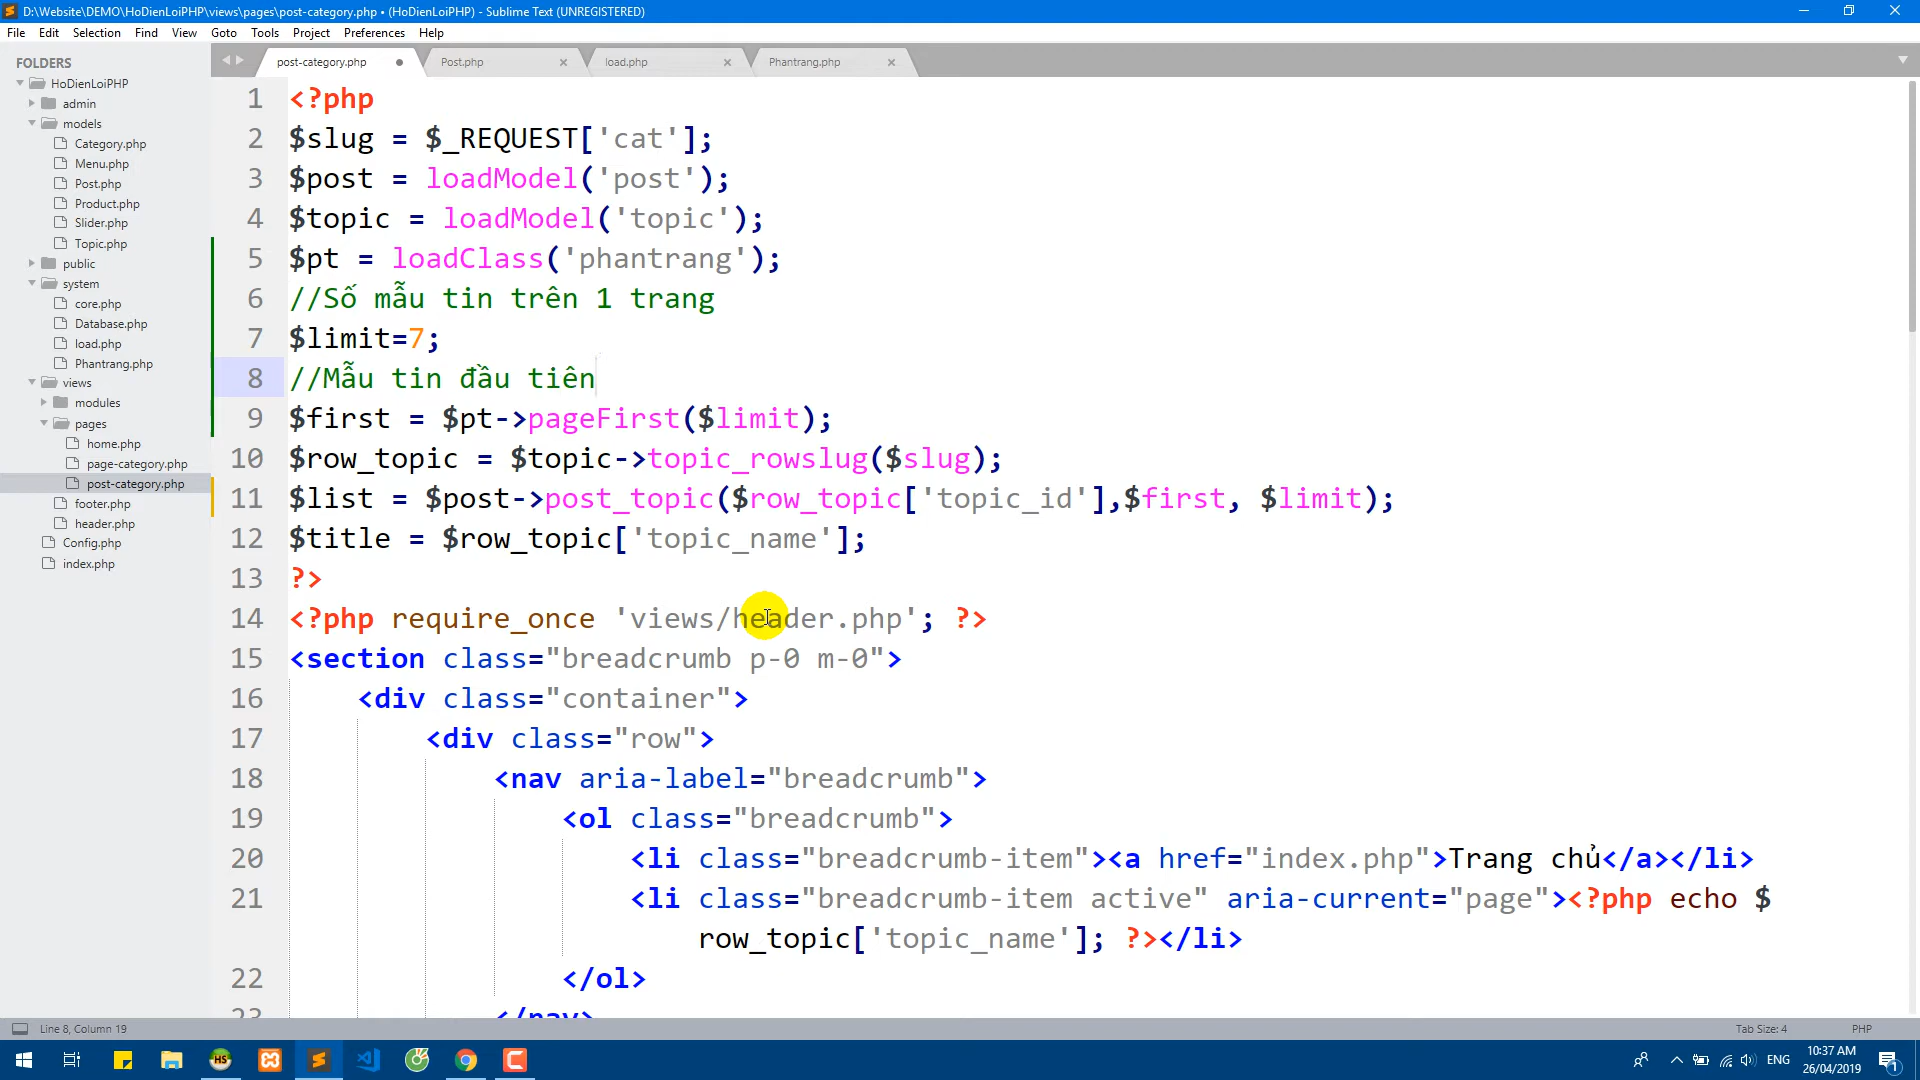 D:\Website\DEMO\HoDienLoiPHP\views\pages\post-category.php • (HoDienLoiPHP) - Sublime Text (UNREGISTERED)
File Edit Selection Find View Goto Tools Project Preferences Help
FOLDERS
HoDienLoiPHP
admin
models
Category.php
Menu.php
Post.php
Product.php
Slider.php
Topic.php
public
system
core.php
Database.php
load.php
Phantrang.php
views
modules
pages
home.php
page-category.php
post-category.php
footer.php
header.php
Config.php
index.php
post-category.php Post.php load.php Phantrang.php
1 <?php
2 $slug = $_REQUEST['cat'];
3 $post = loadModel('post');
4 $topic = loadModel('topic');
5 $pt = loadClass('phantrang');
6 //Số mẫu tin trên 1 trang
7 $limit=7;
8 //Mẫu tin đầu tiên
9 $first = $pt->pageFirst($limit);
10 $row_topic = $topic->topic_rowslug($slug);
11 $list = $post->post_topic($row_topic['topic_id'],$first, $limit);
12 $title = $row_topic['topic_name'];
13 ?>
14 <?php require_once 'views/header.php'; ?>
15 <section class="breadcrumb p-0 m-0">
16 <div class="container">
17 <div class="row">
18 <nav aria-label="breadcrumb">
19 <ol class="breadcrumb">
20 <li class="breadcrumb-item"><a href="index.php">Trang chủ</a></li>
21 <li class="breadcrumb-item active" aria-current="page"><?php echo $
row_topic['topic_name']; ?></li>
22 </ol>
23 </nav>
Line 8, Column 19
Tab Size: 4
PHP
HS
ENG
10:37 AM
26/04/2019
1